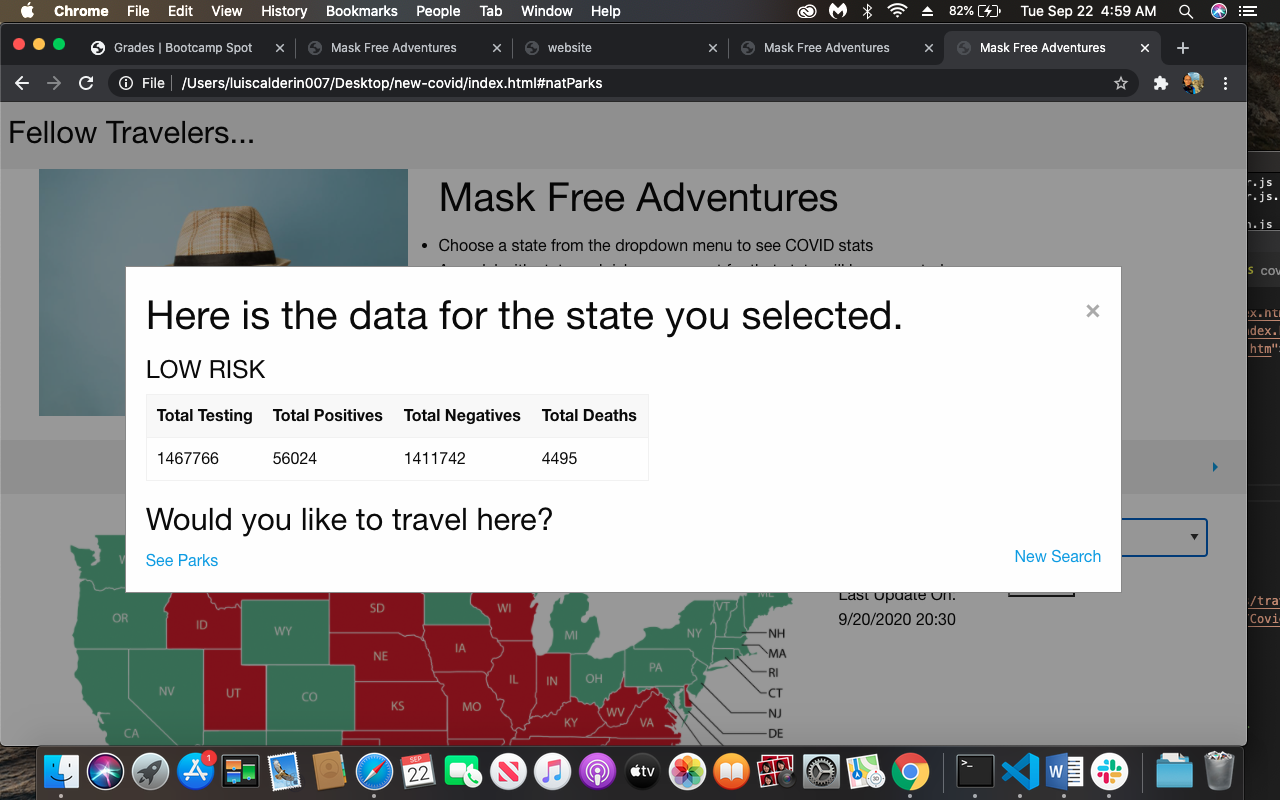 Chrome File Edit View History Bookmarks People Tab Window Help 82% Tue Sep 22 4:59 AM
Grades | Bootcamp Spot Mask Free Adventures website Mask Free Adventures Mask Free Adventures
File /Users/luiscalderin007/Desktop/new-covid/index.html#natParks
Fellow Travelers...
Mask Free Adventures
Choose a state from the dropdown menu to see COVID stats
Here is the data for the state you selected.
×
LOW RISK
Total Testing Total Positives Total Negatives Total Deaths
1467766 56024 1411742 4495
Would you like to travel here?
See Parks
New Search
Last Update On:
9/20/2020 20:30
OR ID WY SD WI MI NY VT ME NH
NV UT CO NE IA IL IN OH PA MA
RI
CA KS MO KY WV VA CT
NJ
DE
r.js
r.js.
n.js
s cov
ex.htm
ndex.h
htm"
/trav
Covid
SEP
22
1
tv